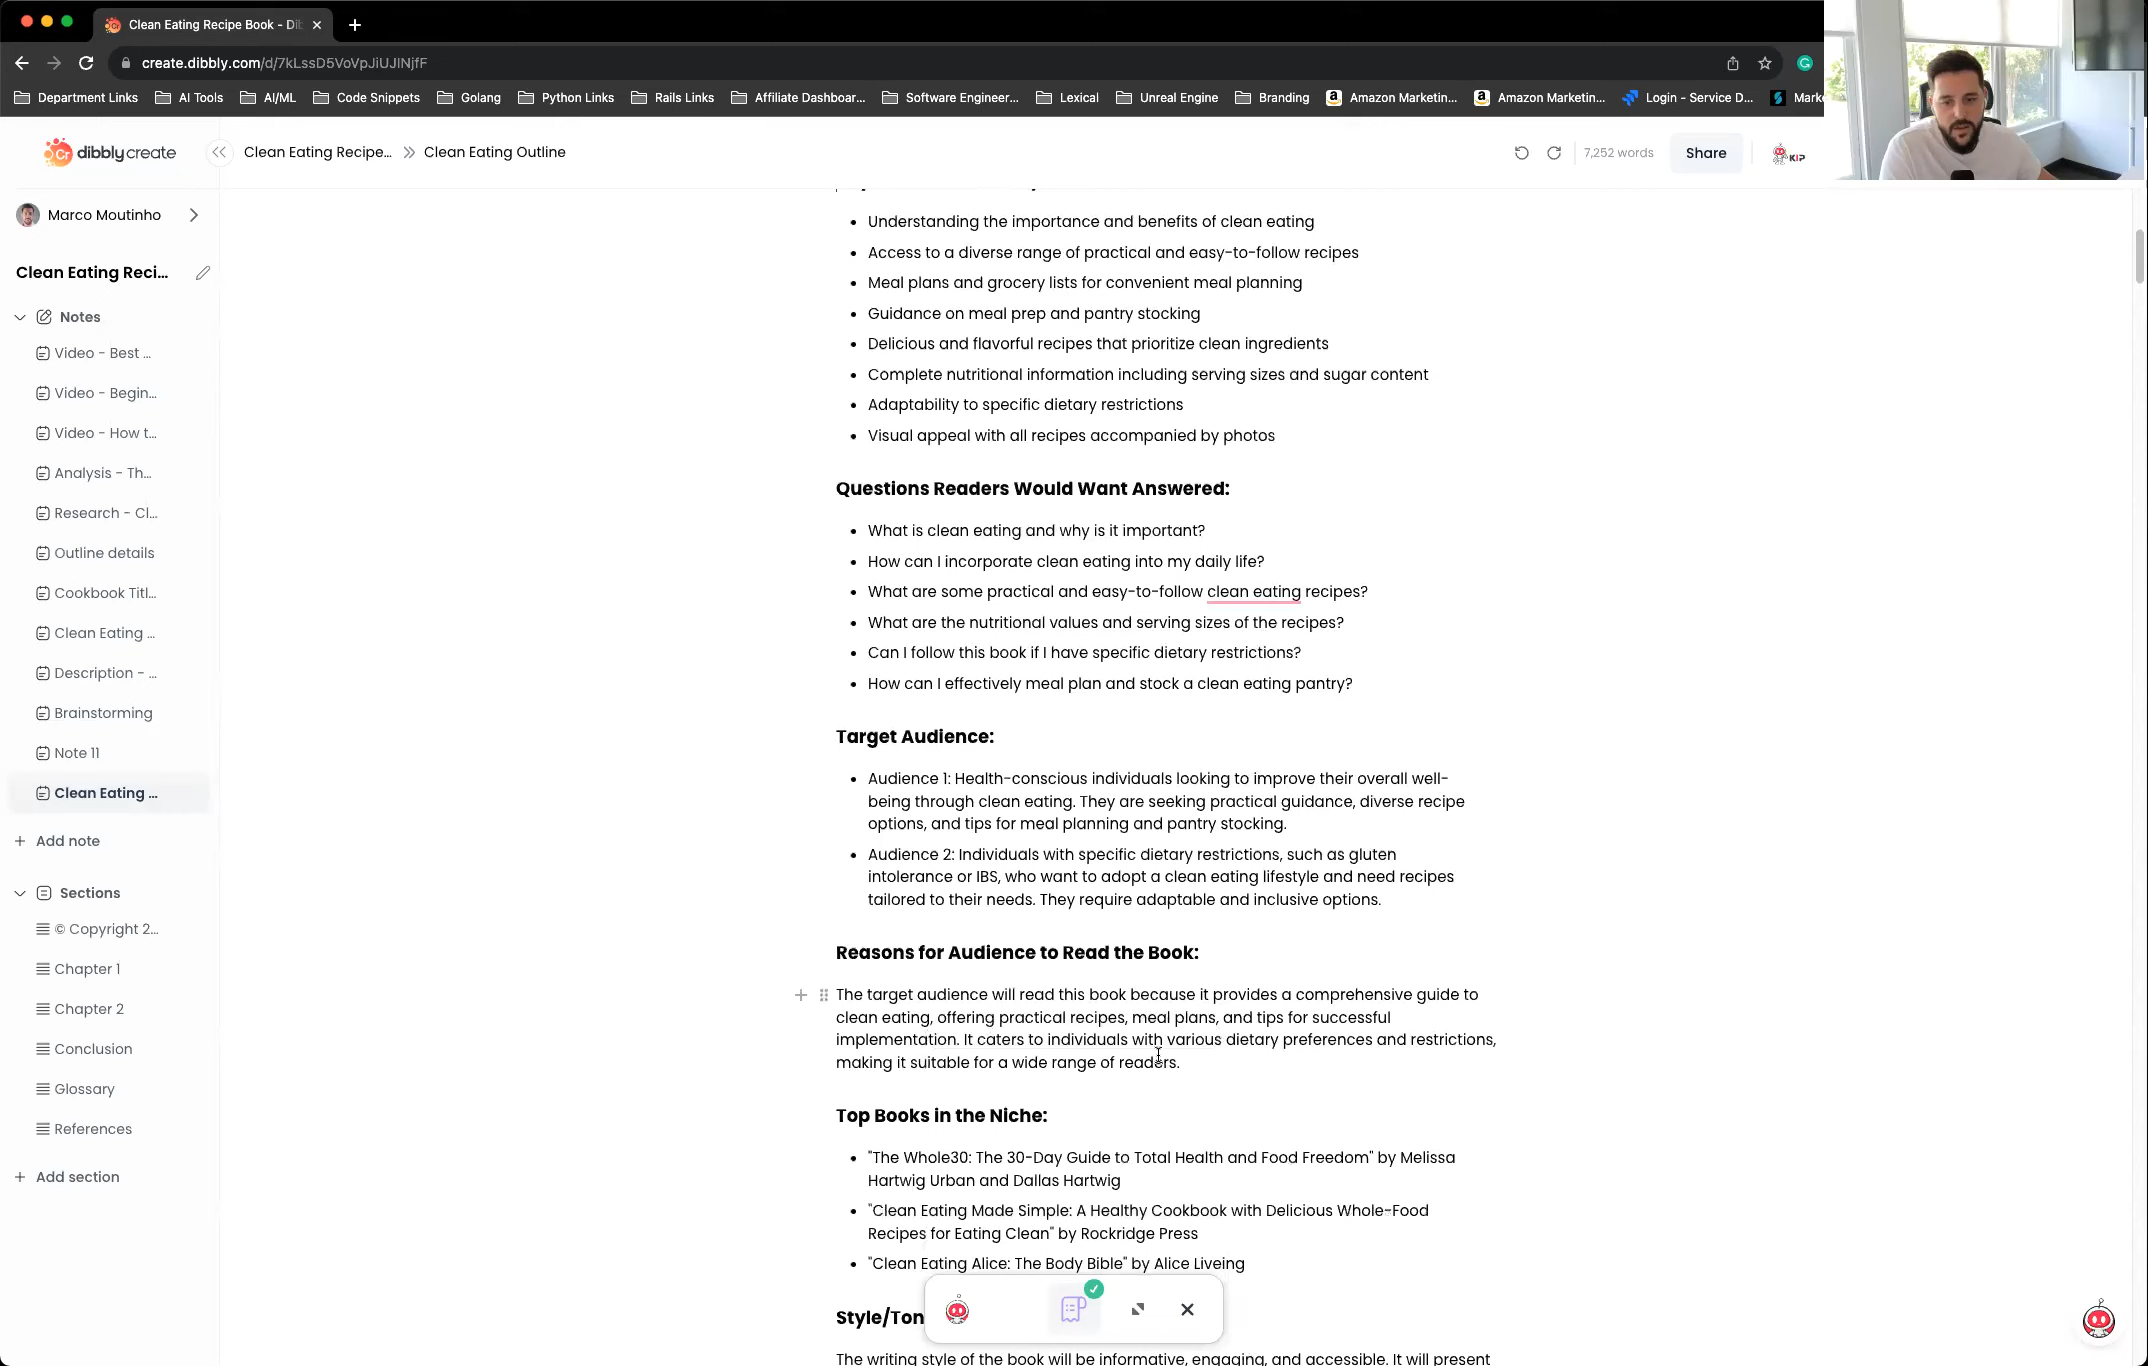 Clean Eating Recipe Book - Dib
create.dibbly.com/d/7kLssD5VoVpJiUJlNjfF
Department Links
AI Tools
AI/ML
Code Snippets
Golang
Python Links
Rails Links
Affiliate Dashboar...
Software Engineer...
Lexical
Unreal Engine
Branding
Amazon Marketin...
Amazon Marketin...
Login - Service D...
Marke
Cr dibblycreate
Clean Eating Recipe...
Clean Eating Outline
7,252 words
Share
KIP
Marco Moutinho
Clean Eating Reci...
Notes
Video - Best ...
Video - Begin...
Video - How t...
Analysis - Th...
Research - Cl...
Outline details
Cookbook Titl...
Clean Eating ...
Description - ...
Brainstorming
Note 11
Clean Eating ...
Add note
Sections
© Copyright 2...
Chapter 1
Chapter 2
Conclusion
Glossary
References
Add section
Understanding the importance and benefits of clean eating
Access to a diverse range of practical and easy-to-follow recipes
Meal plans and grocery lists for convenient meal planning
Guidance on meal prep and pantry stocking
Delicious and flavorful recipes that prioritize clean ingredients
Complete nutritional information including serving sizes and sugar content
Adaptability to specific dietary restrictions
Visual appeal with all recipes accompanied by photos
Questions Readers Would Want Answered:
What is clean eating and why is it important?
How can I incorporate clean eating into my daily life?
What are some practical and easy-to-follow clean eating recipes?
What are the nutritional values and serving sizes of the recipes?
Can I follow this book if I have specific dietary restrictions?
How can I effectively meal plan and stock a clean eating pantry?
Target Audience:
Audience 1: Health-conscious individuals looking to improve their overall well-
being through clean eating. They are seeking practical guidance, diverse recipe
options, and tips for meal planning and pantry stocking.
Audience 2: Individuals with specific dietary restrictions, such as gluten
intolerance or IBS, who want to adopt a clean eating lifestyle and need recipes
tailored to their needs. They require adaptable and inclusive options.
Reasons for Audience to Read the Book:
The target audience will read this book because it provides a comprehensive guide to
clean eating, offering practical recipes, meal plans, and tips for successful
implementation. It caters to individuals with various dietary preferences and restrictions,
making it suitable for a wide range of readers.
Top Books in the Niche:
"The Whole30: The 30-Day Guide to Total Health and Food Freedom" by Melissa
Hartwig Urban and Dallas Hartwig
"Clean Eating Made Simple: A Healthy Cookbook with Delicious Whole-Food
Recipes for Eating Clean" by Rockridge Press
"Clean Eating Alice: The Body Bible" by Alice Liveing
Style/Ton
The writing style of the book will be informative, engaging, and accessible. It will present